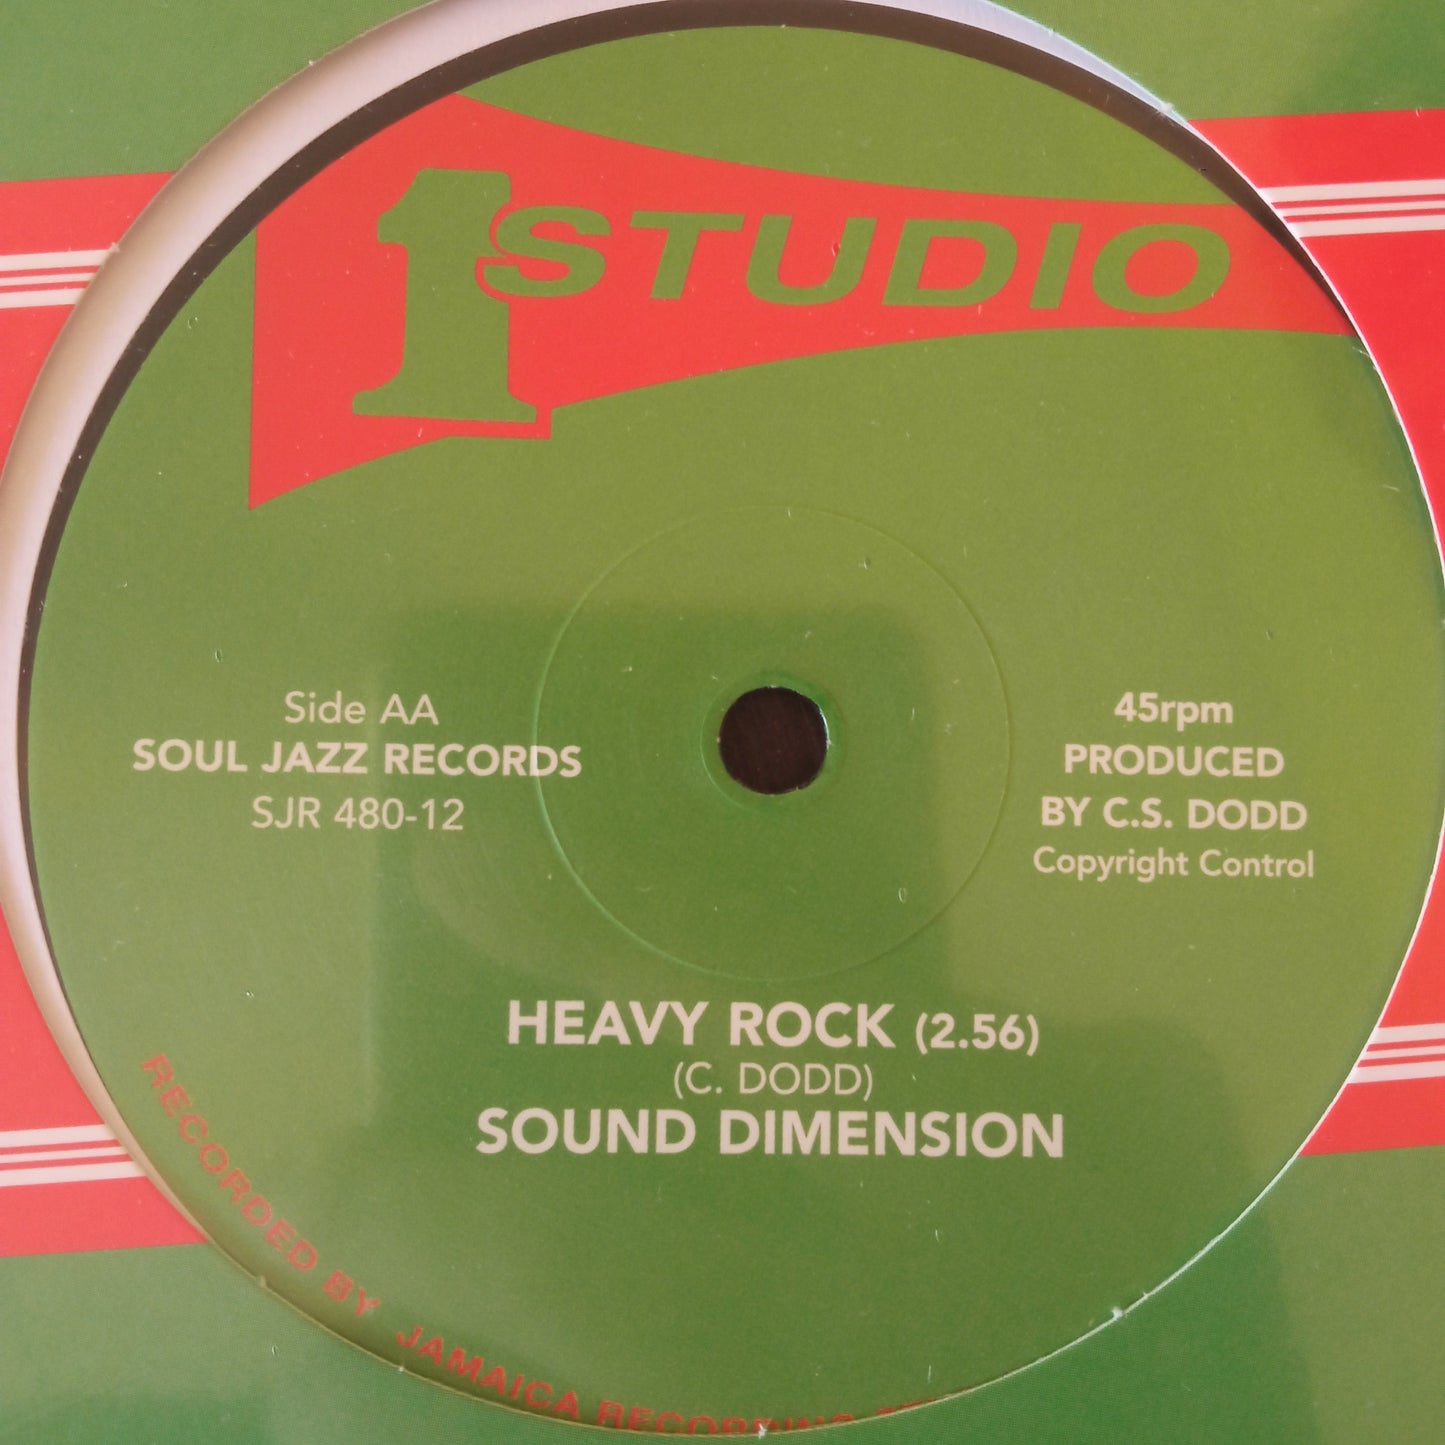 1 STUDIO
Side AA
SOUL JAZZ RECORDS
SJR 480-12
45rpm
PRODUCED
BY C.S. DODD
Copyright Control
HEAVY ROCK (2.56)
(C. DODD)
SOUND DIMENSION
RECORDED BY JAMAICA RECORDING